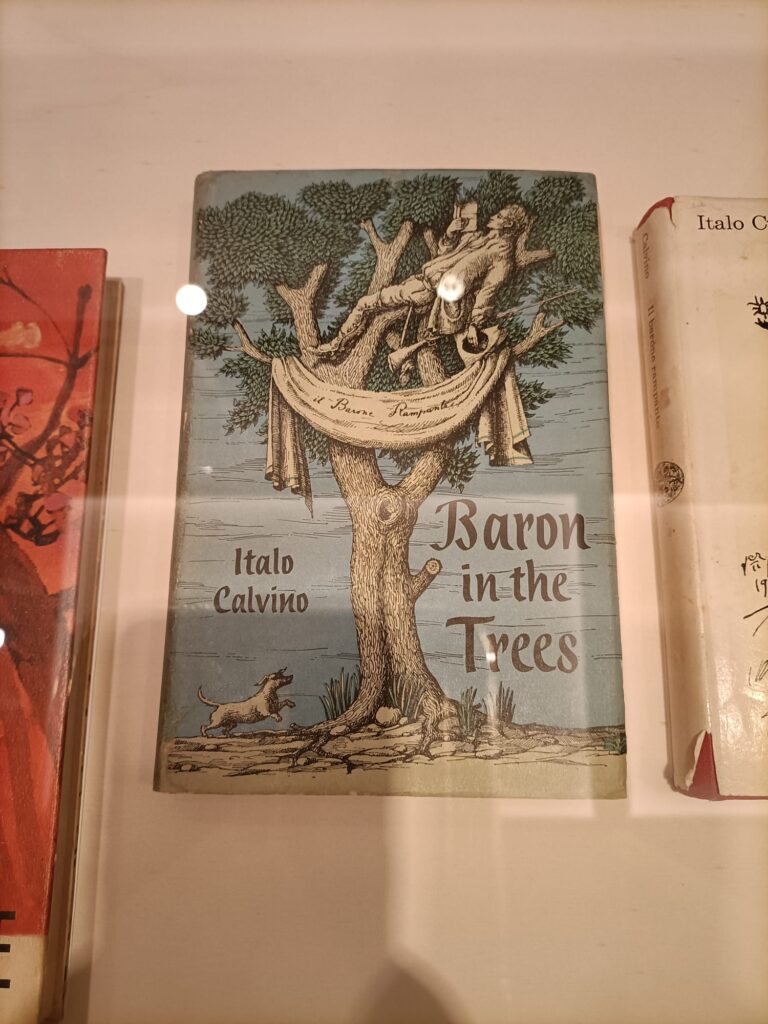 il Barone Rampante
Italo
Calvino
Baron
in the
Trees
Italo C
Calvino Il barone rampante
E